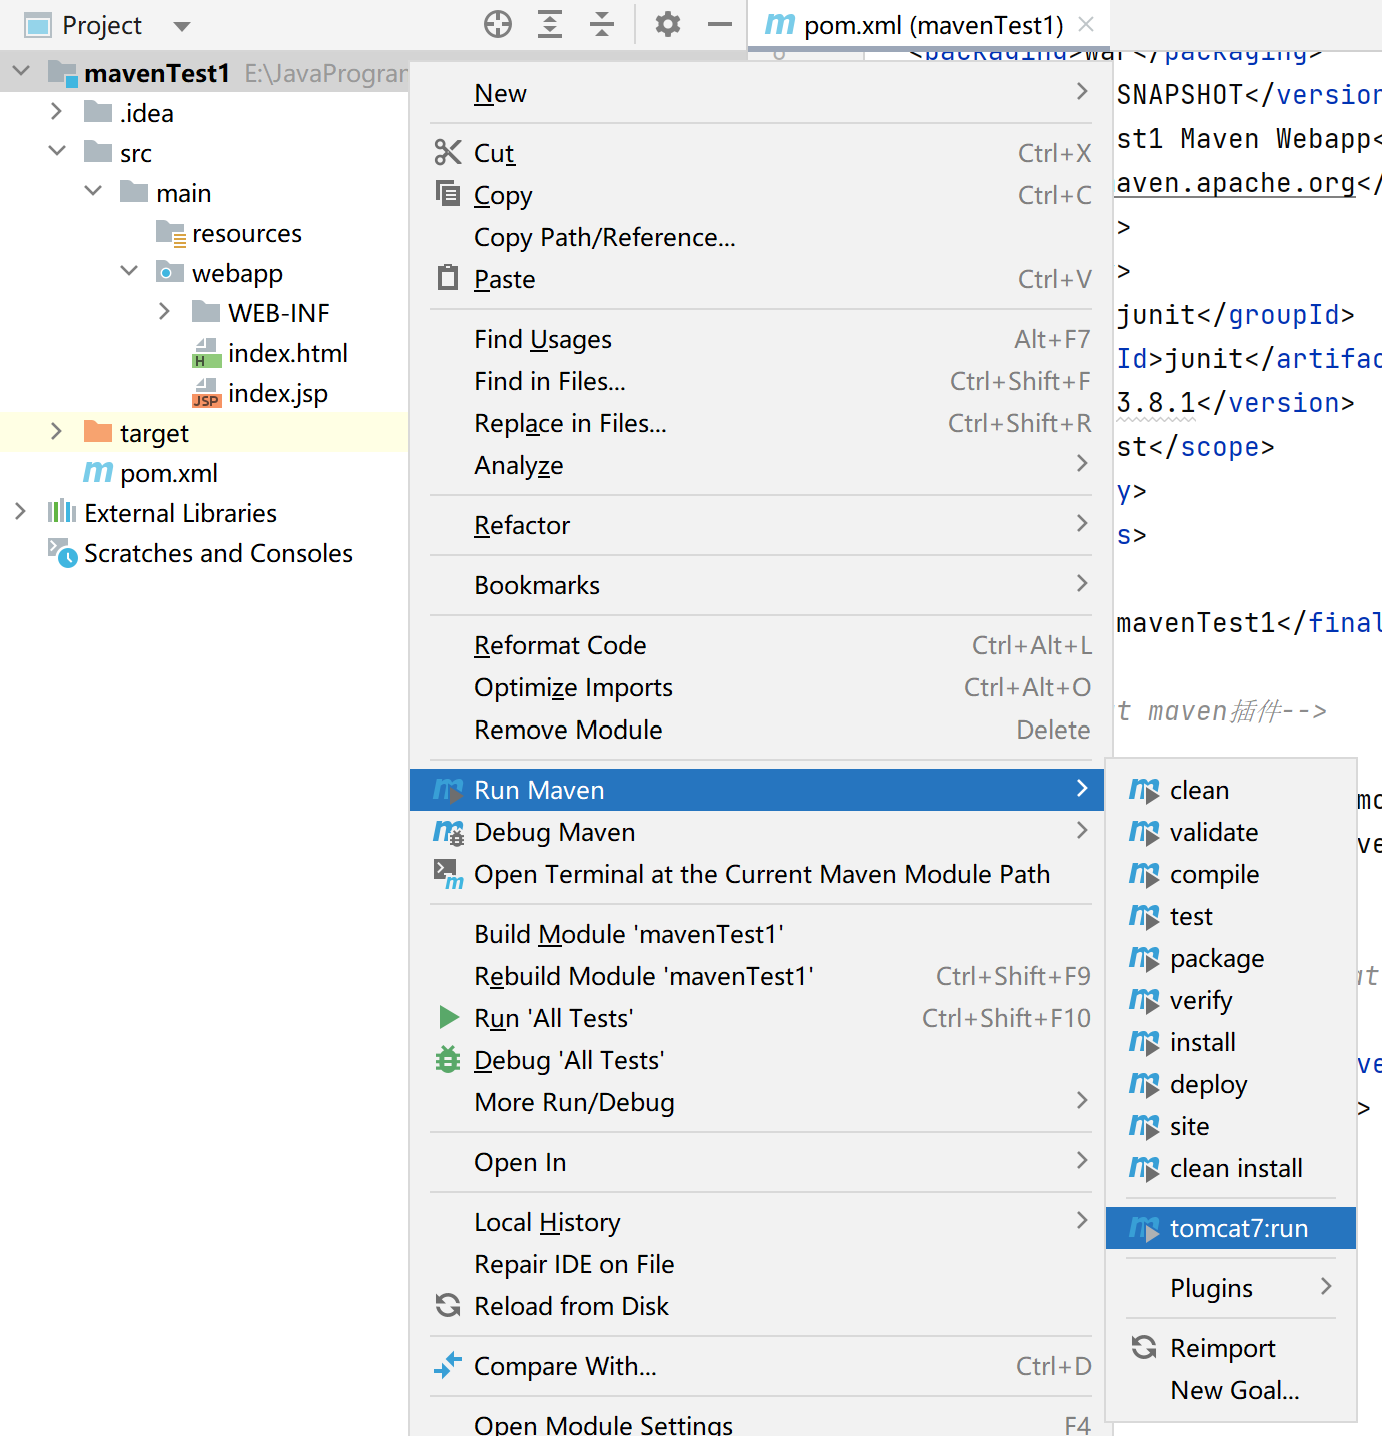 Project
pom.xml (mavenTest1)
mavenTest1 E:\JavaProgram
.idea
src
main
resources
webapp
WEB-INF
index.html
index.jsp
target
pom.xml
External Libraries
Scratches and Consoles
6 <packaging>war</packaging>
SNAPSHOT</version
st1 Maven Webapp<
aven.apache.org</
>
>
junit</groupId>
Id>junit</artifac
3.8.1</version>
st</scope>
y>
s>
mavenTest1</final
t maven插件-->
mo
ve
at
ve
>
New
Cut Ctrl+X
Copy Ctrl+C
Copy Path/Reference...
Paste Ctrl+V
Find Usages Alt+F7
Find in Files... Ctrl+Shift+F
Replace in Files... Ctrl+Shift+R
Analyze
Refactor
Bookmarks
Reformat Code Ctrl+Alt+L
Optimize Imports Ctrl+Alt+O
Remove Module Delete
Run Maven
Debug Maven
Open Terminal at the Current Maven Module Path
Build Module 'mavenTest1'
Rebuild Module 'mavenTest1' Ctrl+Shift+F9
Run 'All Tests' Ctrl+Shift+F10
Debug 'All Tests'
More Run/Debug
Open In
Local History
Repair IDE on File
Reload from Disk
Compare With... Ctrl+D
Open Module Settings F4
clean
validate
compile
test
package
verify
install
deploy
site
clean install
tomcat7:run
Plugins
Reimport
New Goal...